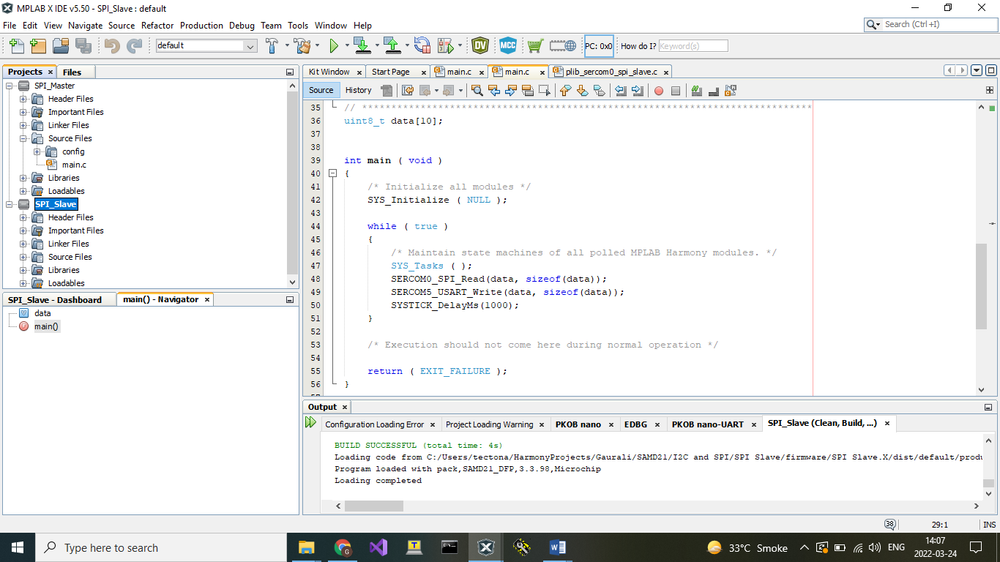 MPLAB X IDE v5.50 - SPI_Slave : default
File Edit View Navigate Source Refactor Production Debug Team Tools Window Help
Search (Ctrl+I)
default
PC: 0x0
How do I?
Keyword(s)
Projects
Files
SPI_Master
Header Files
Important Files
Linker Files
Source Files
config
main.c
Libraries
Loadables
SPI_Slave
Header Files
Important Files
Linker Files
Source Files
Libraries
Loadables
SPI_Slave - Dashboard
main() - Navigator
data
main()
Kit Window
Start Page
main.c
main.c
plib_sercom0_spi_slave.c
Source
History
35 // *****************************************************************************
36 uint8_t data[10];
37
38
39 int main ( void )
40 {
41 /* Initialize all modules */
42 SYS_Initialize ( NULL );
43
44 while ( true )
45 {
46 /* Maintain state machines of all polled MPLAB Harmony modules. */
47 SYS_Tasks ( );
48 SERCOM0_SPI_Read(data, sizeof(data));
49 SERCOM5_USART_Write(data, sizeof(data));
50 SYSTICK_DelayMs(1000);
51 }
52
53 /* Execution should not come here during normal operation */
54
55 return ( EXIT_FAILURE );
56 }
Output
Configuration Loading Error
Project Loading Warning
PKOB nano
EDBG
PKOB nano-UART
SPI_Slave (Clean, Build, ...)
BUILD SUCCESSFUL (total time: 4s)
Loading code from C:/Users/tectona/HarmonyProjects/Gaurali/SAMD21/I2C and SPI/SPI Slave/firmware/SPI Slave.X/dist/default/produ
Program loaded with pack,SAMD21_DFP,3.3.98,Microchip
Loading completed
38
29:1
INS
Type here to search
33°C Smoke
ENG
14:07
2022-03-24